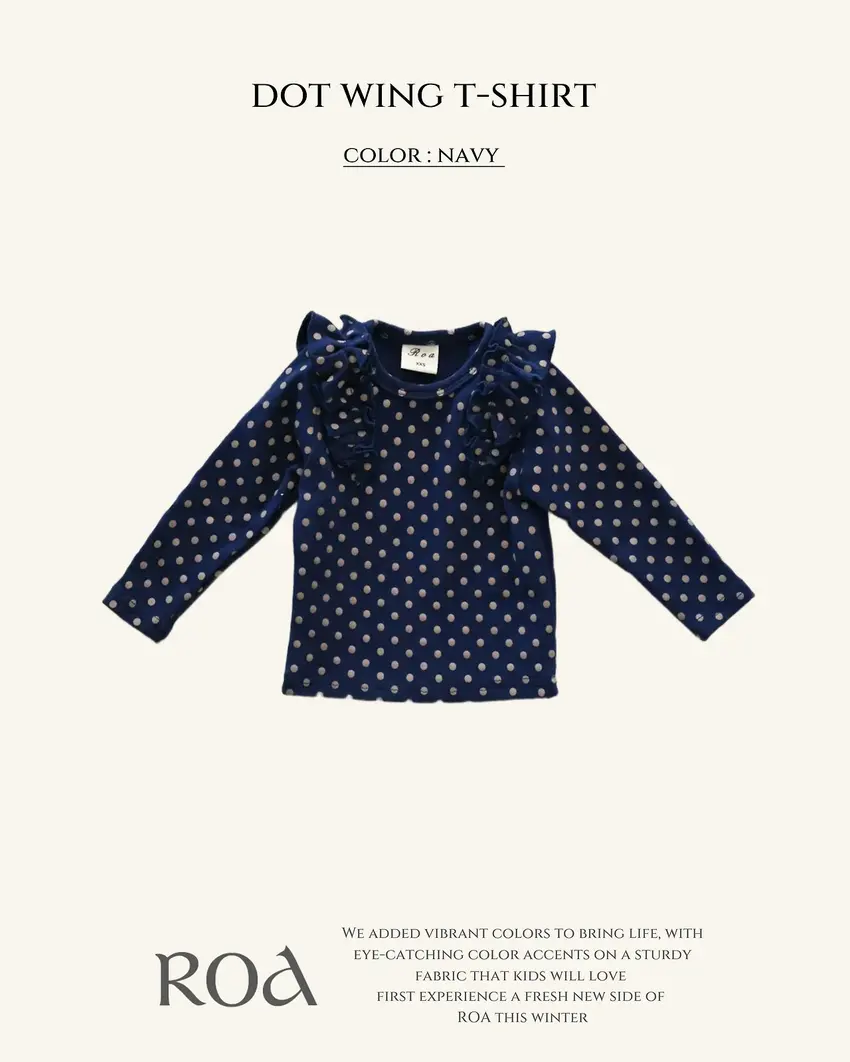 DOT WING T-SHIRT
COLOR : NAVY
Roa
XXS
ROA
WE ADDED VIBRANT COLORS TO BRING LIFE, WITH
EYE-CATCHING COLOR ACCENTS ON A STURDY
FABRIC THAT KIDS WILL LOVE
FIRST EXPERIENCE A FRESH NEW SIDE OF
ROA THIS WINTER